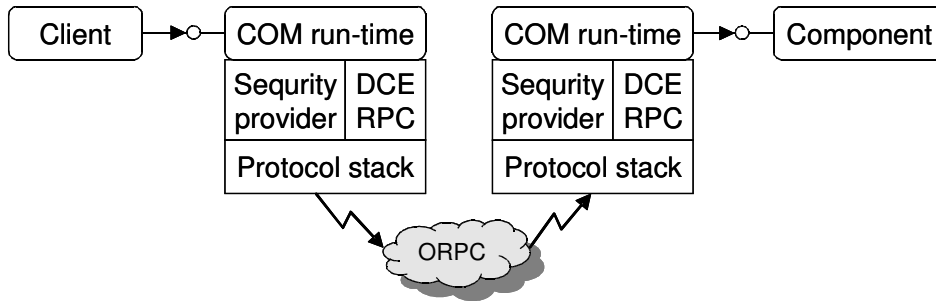 Client
COM run-time
COM run-time
Component
Sequrity provider
DCE RPC
Sequrity provider
DCE RPC
Protocol stack
Protocol stack
ORPC